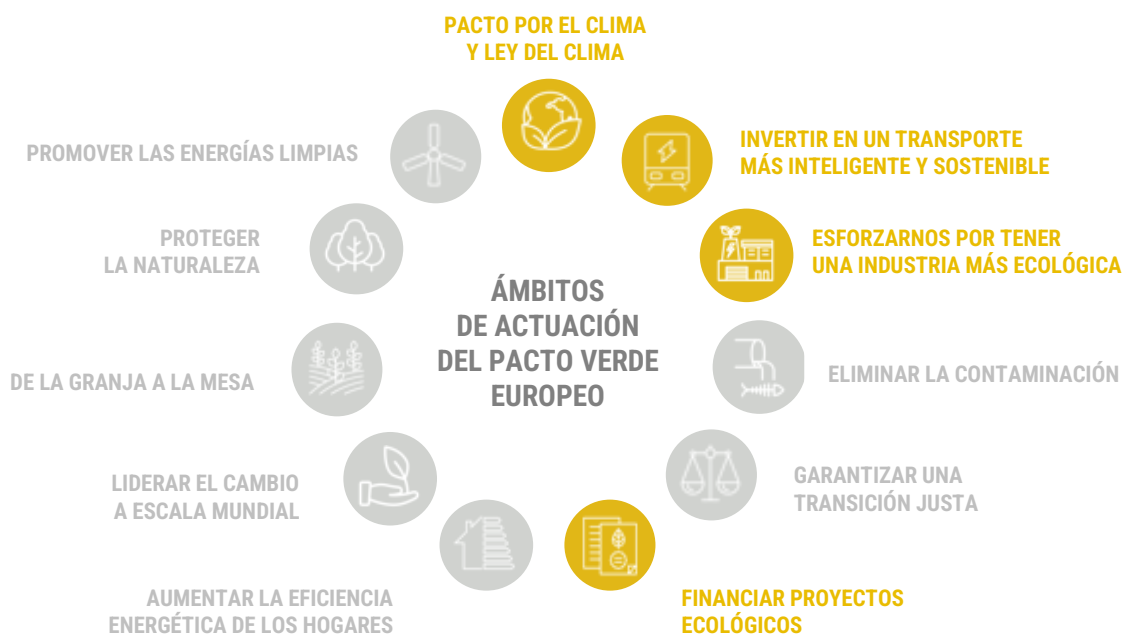 PACTO POR EL CLIMA
Y LEY DEL CLIMA
INVERTIR EN UN TRANSPORTE
MÁS INTELIGENTE Y SOSTENIBLE
ESFORZARNOS POR TENER
UNA INDUSTRIA MÁS ECOLÓGICA
ELIMINAR LA CONTAMINACIÓN
GARANTIZAR UNA
TRANSICIÓN JUSTA
FINANCIAR PROYECTOS
ECOLÓGICOS
AUMENTAR LA EFICIENCIA
ENERGÉTICA DE LOS HOGARES
LIDERAR EL CAMBIO
A ESCALA MUNDIAL
DE LA GRANJA A LA MESA
PROTEGER
LA NATURALEZA
PROMOVER LAS ENERGÍAS LIMPIAS
ÁMBITOS
DE ACTUACIÓN
DEL PACTO VERDE
EUROPEO